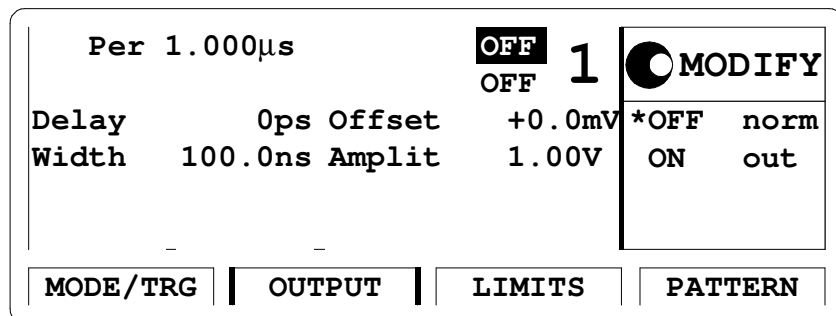 Per 1.000µs OFF 1 MODIFY
OFF
Delay 0ps Offset +0.0mV *OFF norm
Width 100.0ns Amplit 1.00V ON out
MODE/TRG OUTPUT LIMITS PATTERN